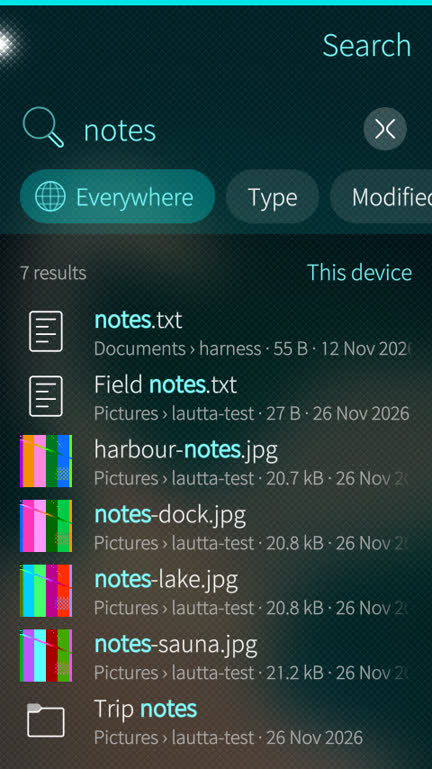 Search
notes
Everywhere
Type
Modified
7 results
This device
notes.txt
Documents › harness · 55 B · 12 Nov 2026
Field notes.txt
Pictures › lautta-test · 27 B · 26 Nov 2026
harbour-notes.jpg
Pictures › lautta-test · 20.7 kB · 26 Nov
notes-dock.jpg
Pictures › lautta-test · 20.8 kB · 26 Nov
notes-lake.jpg
Pictures › lautta-test · 20.8 kB · 26 Nov
notes-sauna.jpg
Pictures › lautta-test · 21.2 kB · 26 Nov
Trip notes
Pictures › lautta-test · 26 Nov 2026